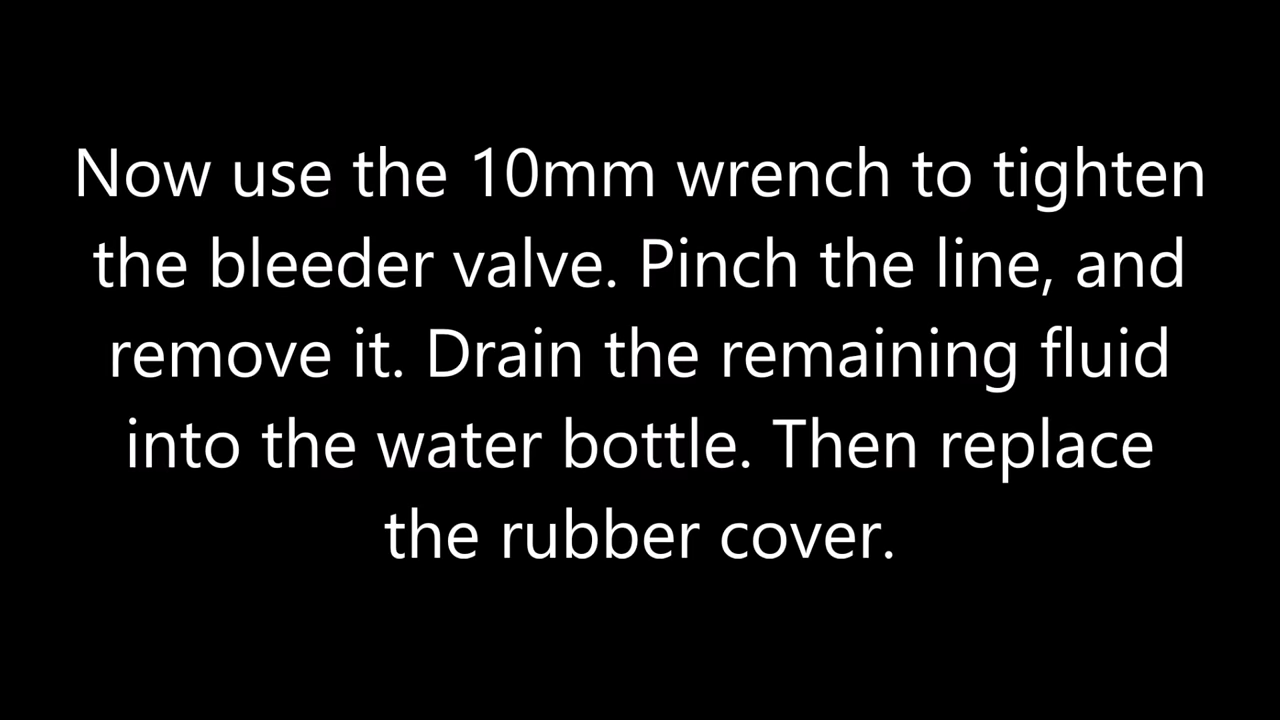 Now use the 10mm wrench to tighten
the bleeder valve. Pinch the line, and
remove it. Drain the remaining fluid
into the water bottle. Then replace
the rubber cover.